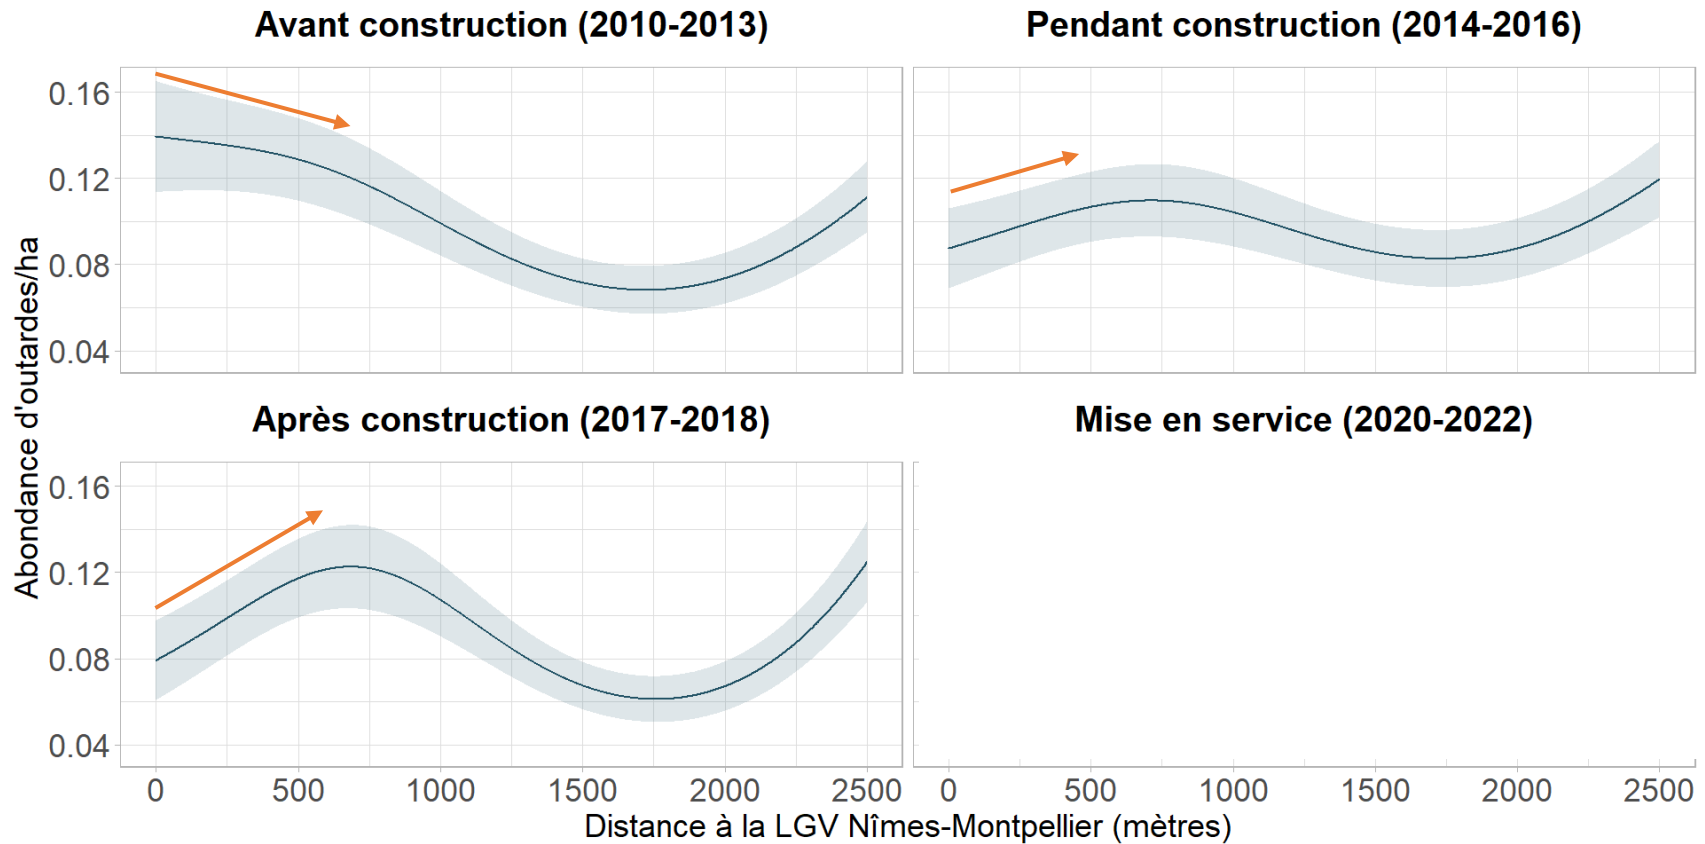 Avant construction (2010-2013)
Pendant construction (2014-2016)
0.16
0.12
0.08
0.04
Après construction (2017-2018)
Mise en service (2020-2022)
0.16
0.12
0.08
0.04
Abondance d'outardes/ha
0 500 1000 1500 2000 2500
0 500 1000 1500 2000 2500
Distance à la LGV Nîmes-Montpellier (mètres)